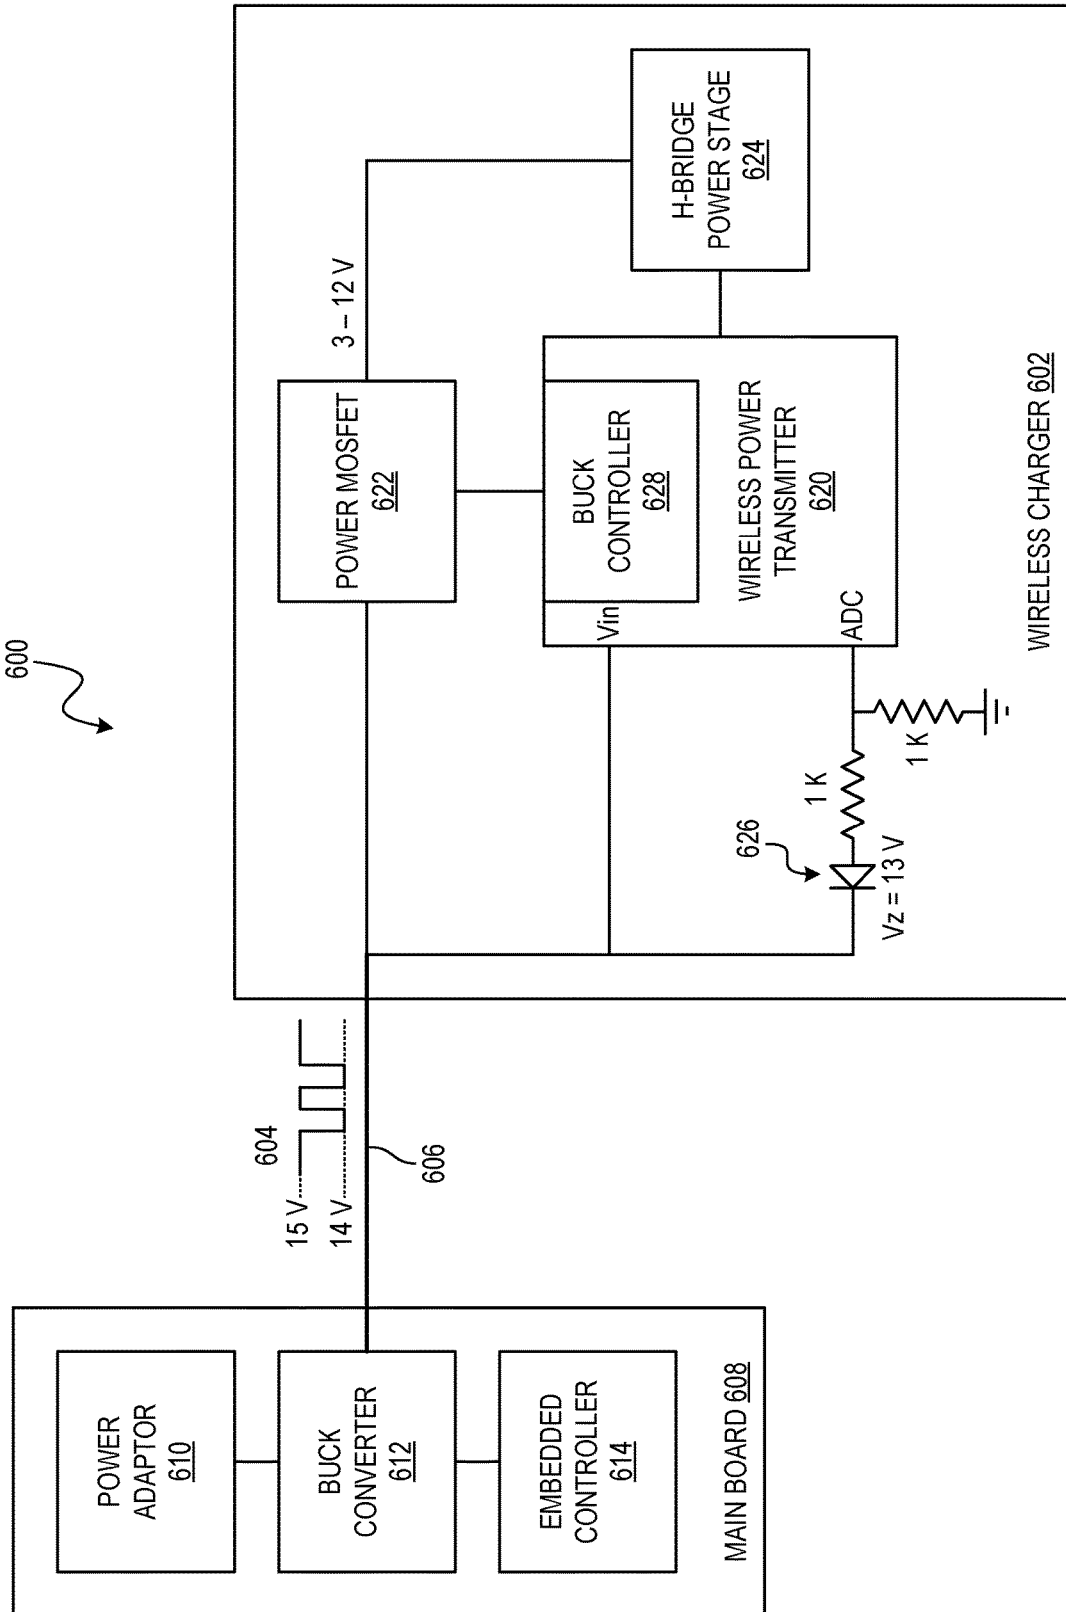 600
MAIN BOARD 608
POWER
ADAPTOR
610
BUCK
CONVERTER
612
EMBEDDED
CONTROLLER
614
15 V
14 V
604
606
WIRELESS CHARGER 602
POWER MOSFET
622
3 – 12 V
H-BRIDGE
POWER STAGE
624
Vin
BUCK
CONTROLLER
628
WIRELESS POWER
TRANSMITTER
620
ADC
626
Vz = 13 V
1 K
1 K